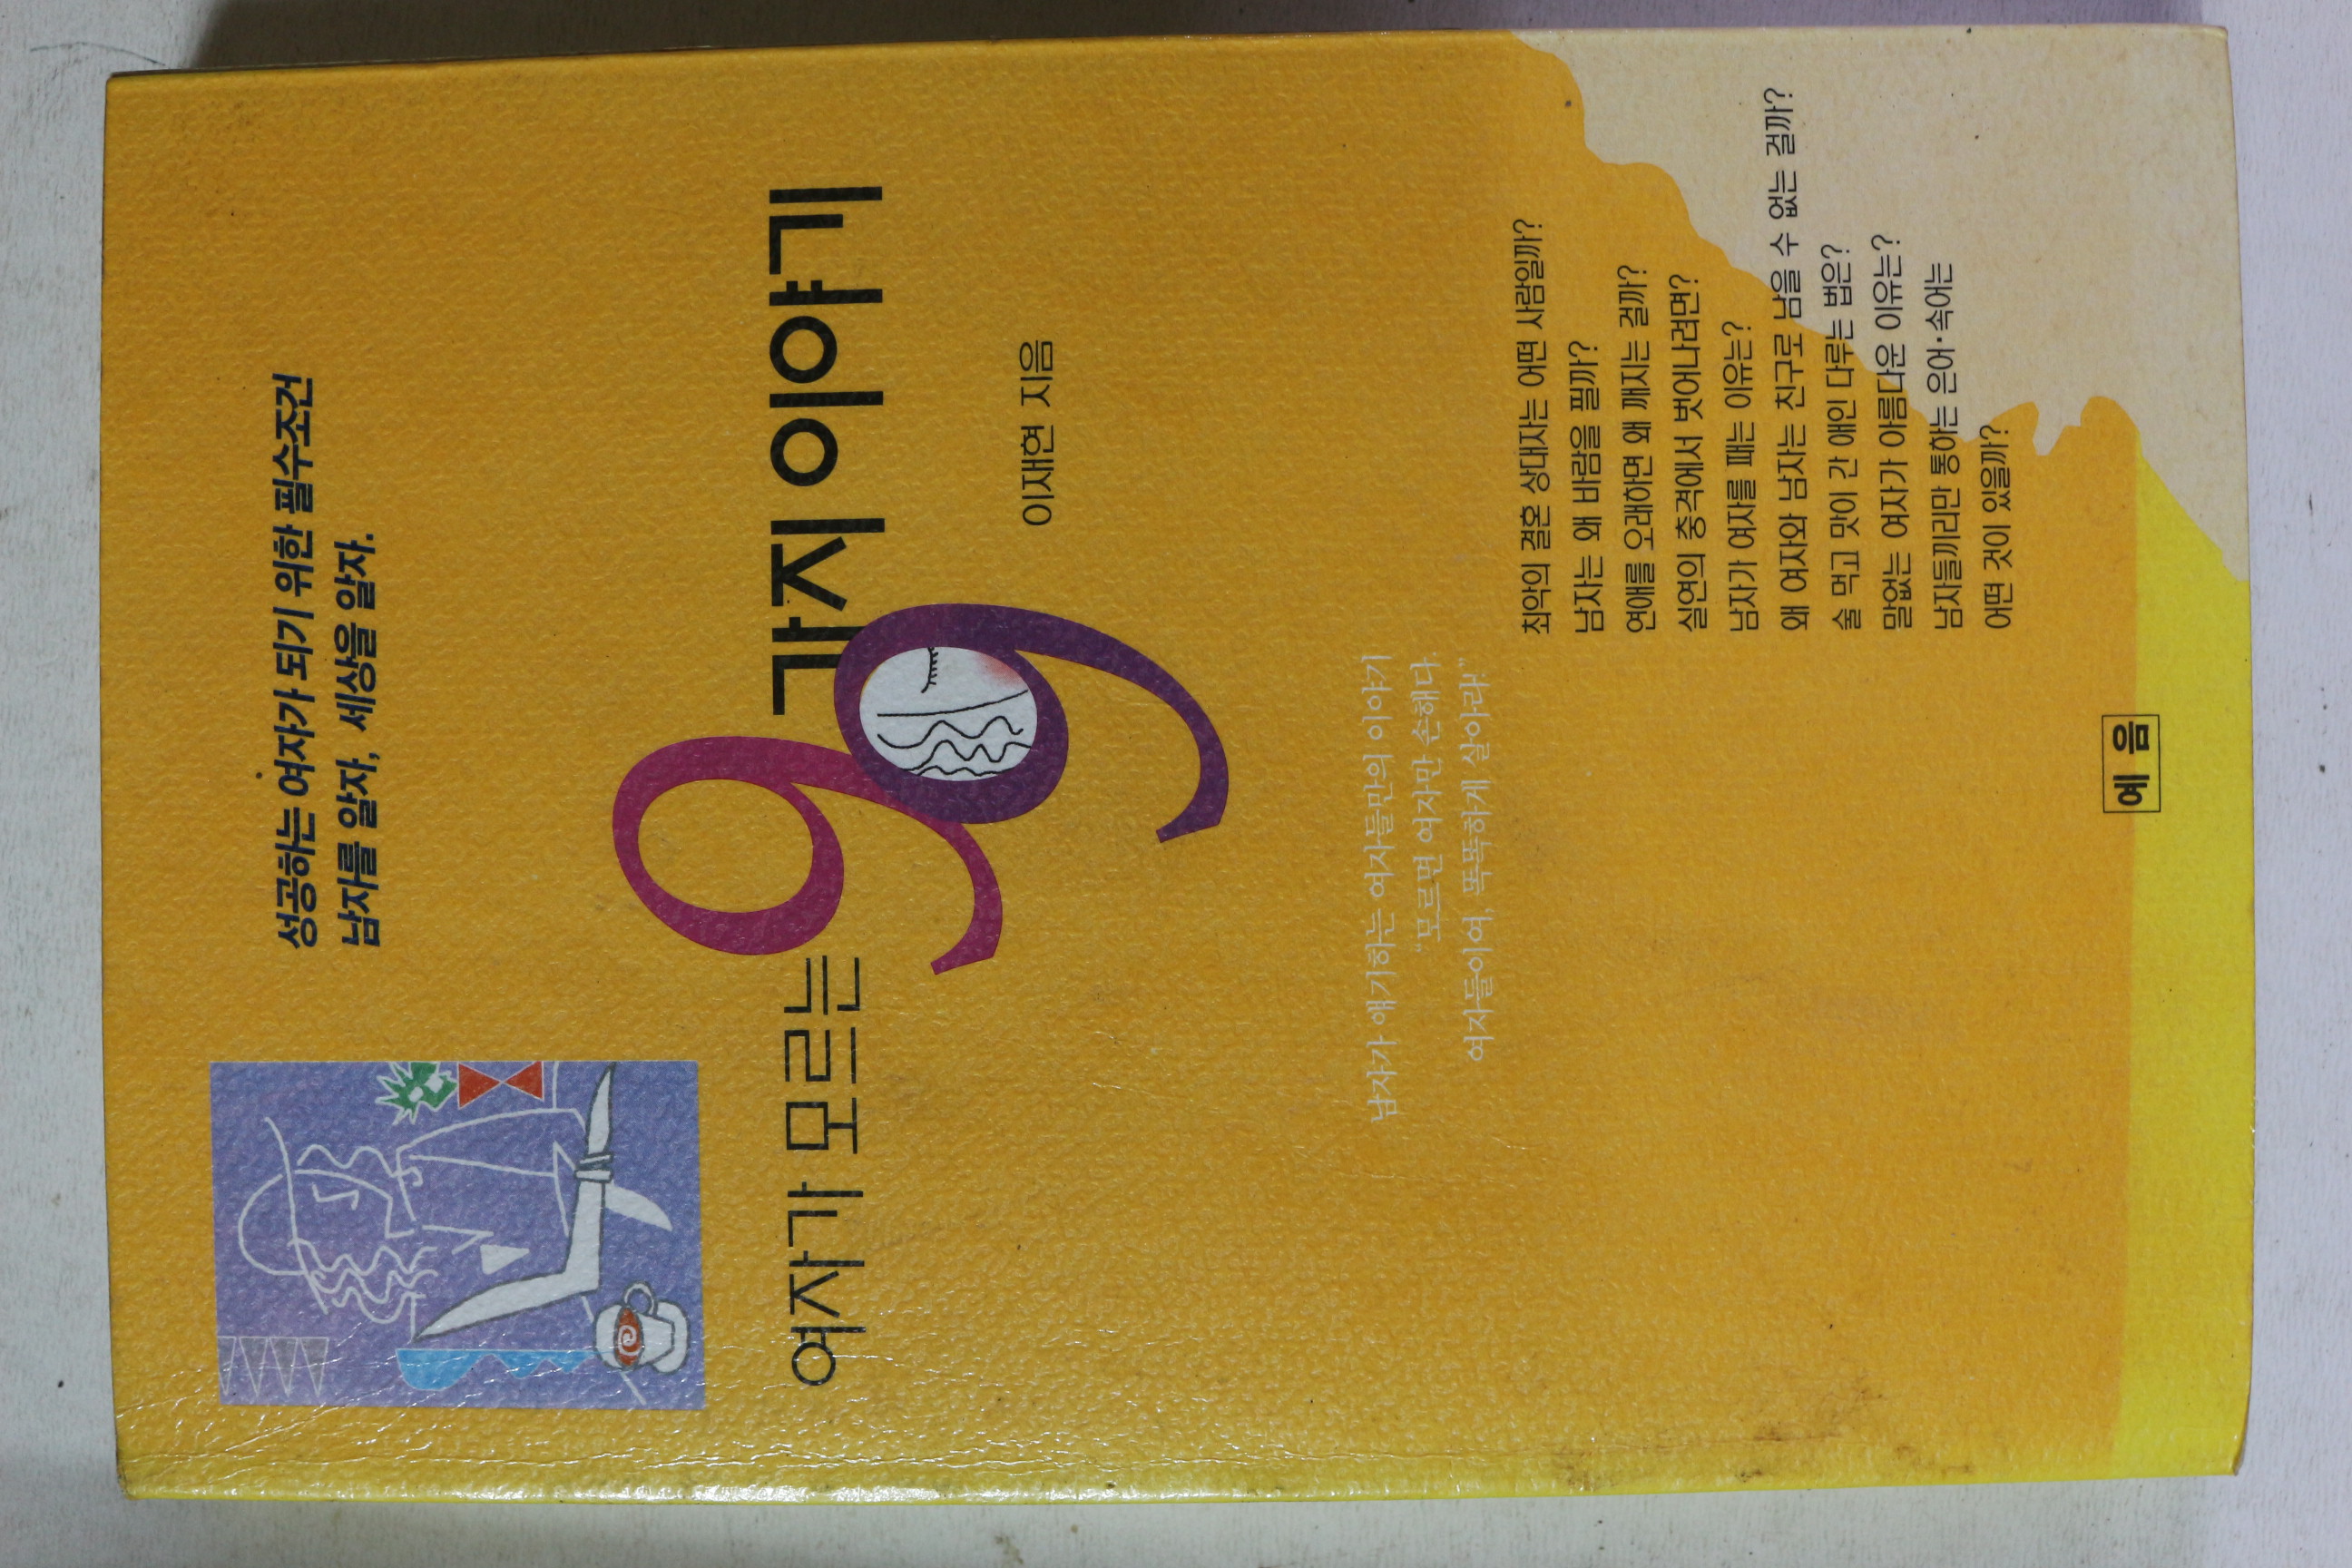 성공하는 여자가 되기 위한 필수조건
남자를 알자, 세상을 알자.
여자가 모르는 99가지 이야기
이재현 지음
남자가 얘기하는 여자들만의 이야기
"모르면 여자만 손해다.
여자들이여, 똑똑하게 살아라!"
최악의 결혼 상대자는 어떤 사람일까?
남자는 왜 바람을 필까?
연애를 오래하면 왜 깨지는 걸까?
실연의 충격에서 벗어나려면?
남자가 여자를 패는 이유는?
왜 여자와 남자는 친구로 남을 수 없는 걸까?
술 먹고 맛이 간 애인 다루는 법은?
말없는 여자가 아름다운 이유는?
남자들끼리만 통하는 은어·속어는
어떤 것이 있을까?
예음